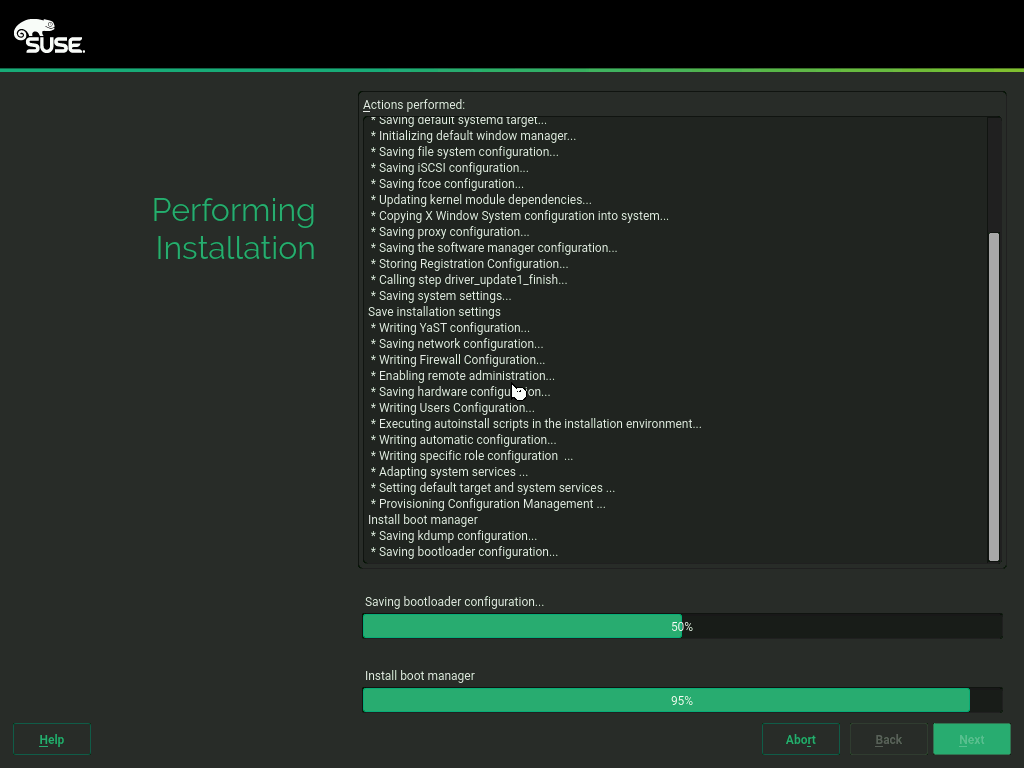 SUSE.
Performing
Installation
Actions performed:
* Saving default systemd target...
* Initializing default window manager...
* Saving file system configuration...
* Saving iSCSI configuration...
* Saving fcoe configuration...
* Updating kernel module dependencies...
* Copying X Window System configuration into system...
* Saving proxy configuration...
* Saving the software manager configuration...
* Storing Registration Configuration...
* Calling step driver_update1_finish...
* Saving system settings...
Save installation settings
* Writing YaST configuration...
* Saving network configuration...
* Writing Firewall Configuration...
* Enabling remote administration...
* Saving hardware configuration...
* Writing Users Configuration...
* Executing autoinstall scripts in the installation environment...
* Writing automatic configuration...
* Writing specific role configuration  ...
* Adapting system services ...
* Setting default target and system services ...
* Provisioning Configuration Management ...
Install boot manager
* Saving kdump configuration...
* Saving bootloader configuration...
Saving bootloader configuration...
50%
Install boot manager
95%
Help
Abort
Back
Next